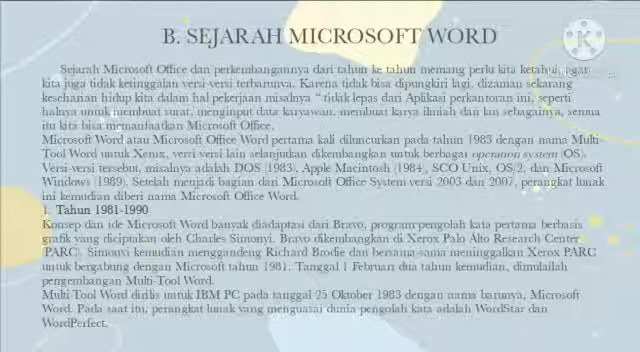 B. SEJARAH MICROSOFT WORD
Sejarah Microsoft Office dan perkembangannya dari tahun ke tahun memang perlu kita ketahui, agar
kita juga tidak ketinggalan versi-versi terbarunya. Karena tidak bisa dipungkiri lagi, dizaman sekarang
keseharian hidup kita dalam hal pekerjaan misalnya " tidak lepas dari Aplikasi perkantoran ini, seperti
halnya untuk membuat surat, menginput data karyawan, membuat karya ilmiah dan lan sebagainya, semua
itu kita bisa memanfaatkan Microsoft Office.
Microsoft Word atau Microsoft Office Word pertama kali diluncurkan pada tahun 1983 dengan nama Multi-
Tool Word untuk Xenix, versi-versi lain selanjutkan dikembangkan untuk berbagai operation system (OS).
Versi-versi tersebut, misalnya adalah DOS (1983), Apple Macintosh (1984), SCO Unix, OS/2, dan Microsoft
Windows (1989). Setelah menjadi bagian dari Microsoft Office System versi 2003 dan 2007, perangkat lunak
ini kemudian diberi nama Microsoft Office Word.
1. Tahun 1981-1990
Konsep dan ide Microsoft Word banyak diadaptasi dari Bravo, program pengolah kata pertama berbasis
grafik yang diciptakan oleh Charles Simonyi. Bravo dikembangkan di Xerox Palo Alto Research Center
(PARC). Simonyi kemudian menggandeng Richard Brodie dan bersama-sama meninggalkan Xerox PARC
untuk bergabung dengan Microsoft tahun 1981. Tanggal 1 Februari dua tahun kemudian, dimulailah
pengembangan Multi-Tool Word.
Multi-Tool Word dirilis untuk IBM PC pada tanggal 25 Oktober 1983 dengan nama barunya, Microsoft
Word. Pada saat itu, perangkat lunak yang menguasai dunia pengolah kata adalah WordStar dan
WordPerfect.